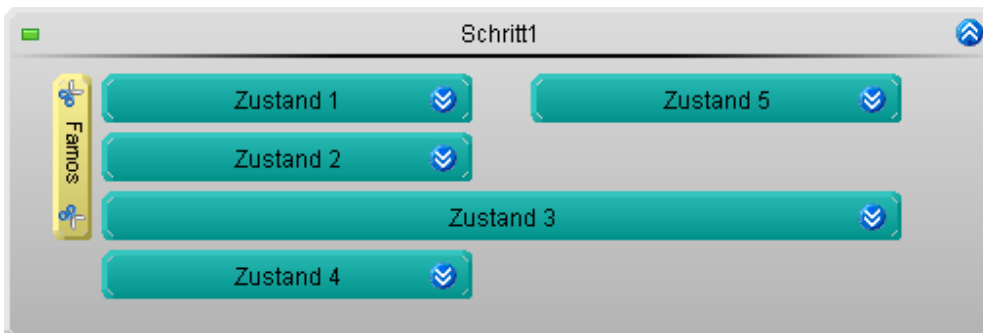 Schritt1
Famos
Zustand 1
Zustand 5
Zustand 2
Zustand 3
Zustand 4